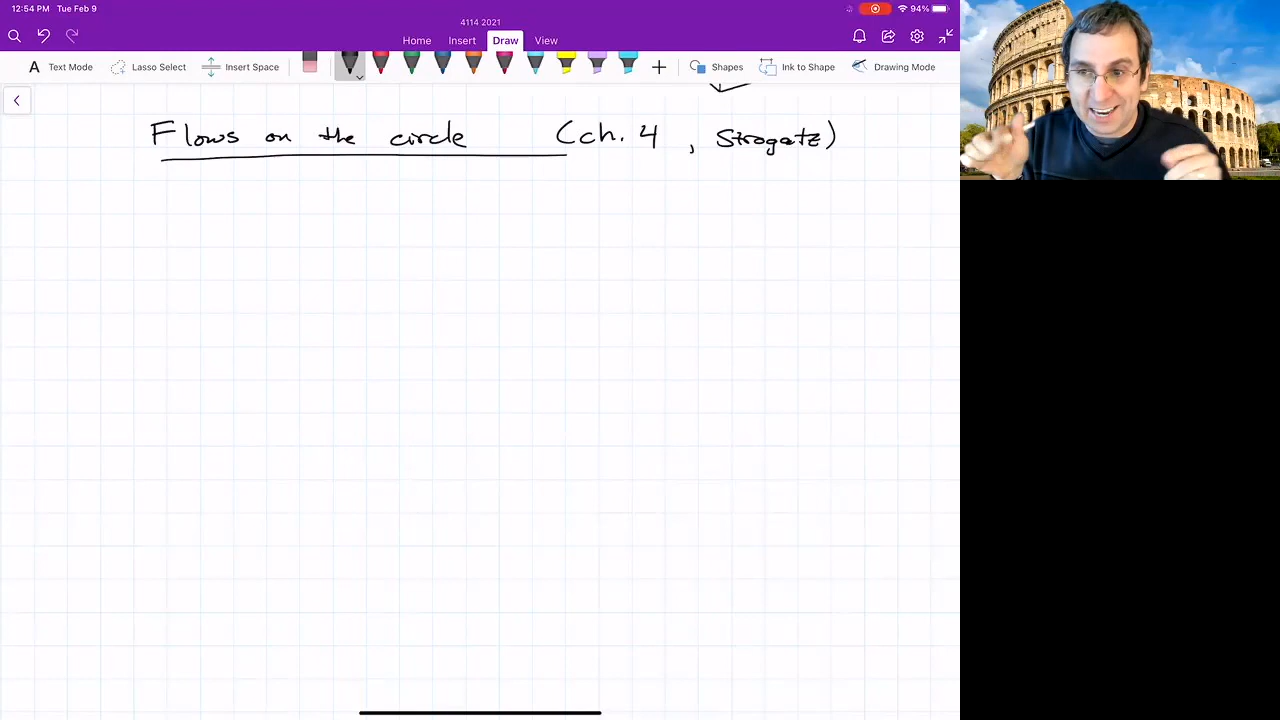 12:54 PM Tue Feb 9
94%
4114 2021
Home Insert Draw View
Text Mode Lasso Select Insert Space Shapes Ink to Shape Drawing Mode
Flows on the circle (ch. 4, Strogatz)